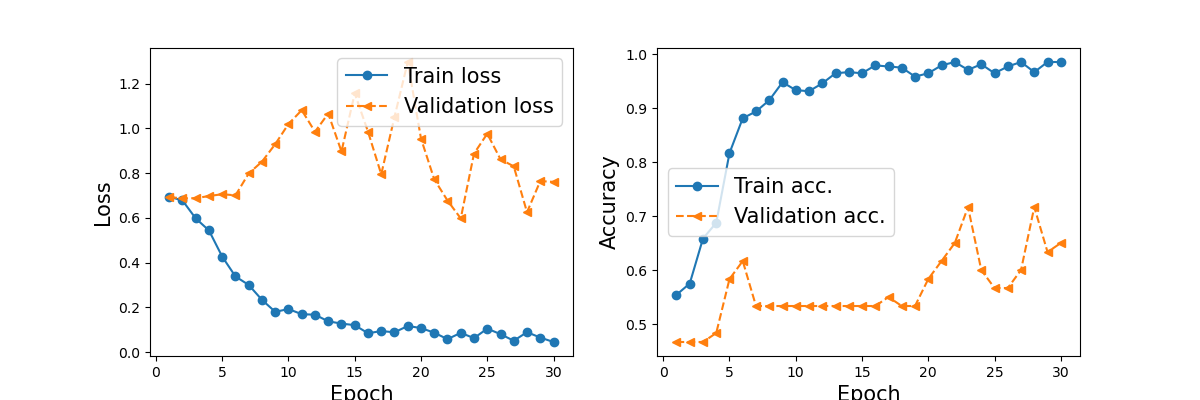 Train loss
Validation loss
Loss
1.2
1.0
0.8
0.6
0.4
0.2
0.0
0 5 10 15 20 25 30
Epoch
Train acc.
Validation acc.
Accuracy
1.0
0.9
0.8
0.7
0.6
0.5
0 5 10 15 20 25 30
Epoch